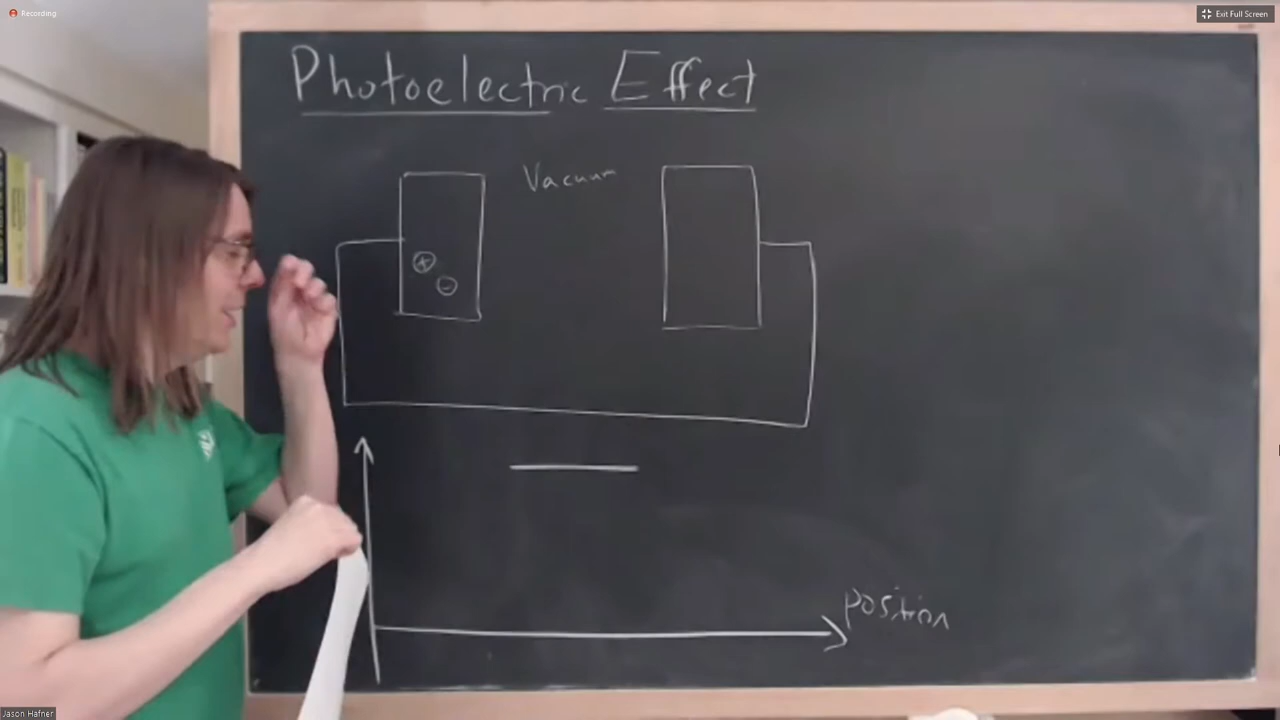 Recording
Exit Full Screen
Photoelectric Effect
Vacuum
+
-
position
Jason Hafner